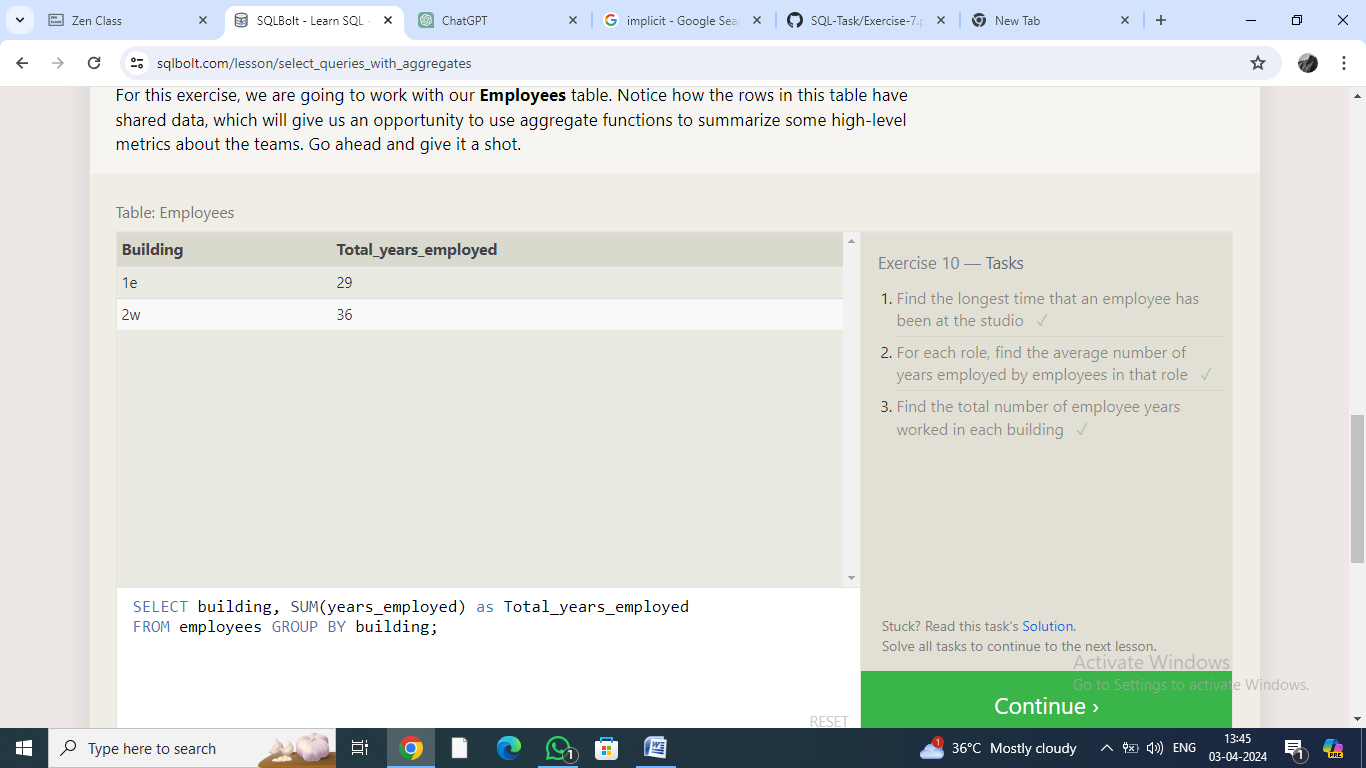 Zen Class
SQLBolt - Learn SQL -
ChatGPT
implicit - Google Sea
SQL-Task/Exercise-7.p
New Tab
sqlbolt.com/lesson/select_queries_with_aggregates
For this exercise, we are going to work with our Employees table. Notice how the rows in this table have
shared data, which will give us an opportunity to use aggregate functions to summarize some high-level
metrics about the teams. Go ahead and give it a shot.
Table: Employees
Building Total_years_employed
1e 29
2w 36
Exercise 10 — Tasks
1. Find the longest time that an employee has
been at the studio ✓
2. For each role, find the average number of
years employed by employees in that role ✓
3. Find the total number of employee years
worked in each building ✓
SELECT building, SUM(years_employed) as Total_years_employed
FROM employees GROUP BY building;
RESET
Stuck? Read this task's Solution.
Solve all tasks to continue to the next lesson.
Continue ›
Activate Windows
Go to Settings to activate Windows.
Type here to search
1
W
1
36°C Mostly cloudy
ENG
13:45
03-04-2024
1
PRE